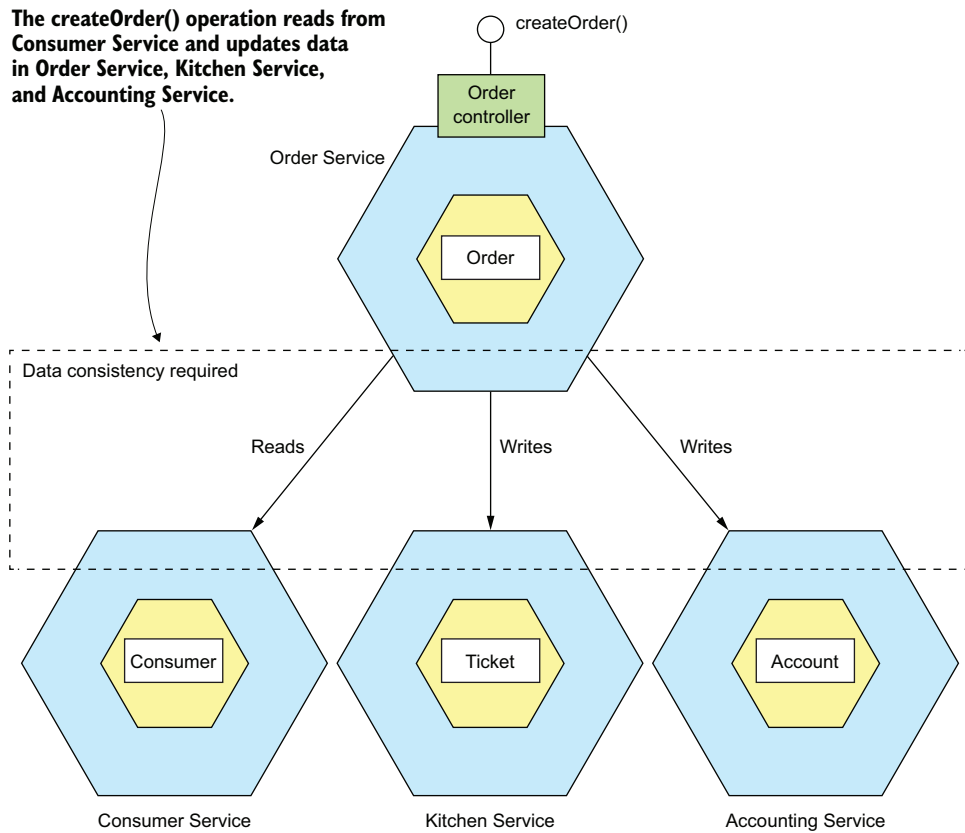 The createOrder() operation reads from
Consumer Service and updates data
in Order Service, Kitchen Service,
and Accounting Service.
createOrder()
Order
controller
Order Service
Order
Data consistency required
Reads
Writes
Writes
Consumer
Ticket
Account
Consumer Service
Kitchen Service
Accounting Service